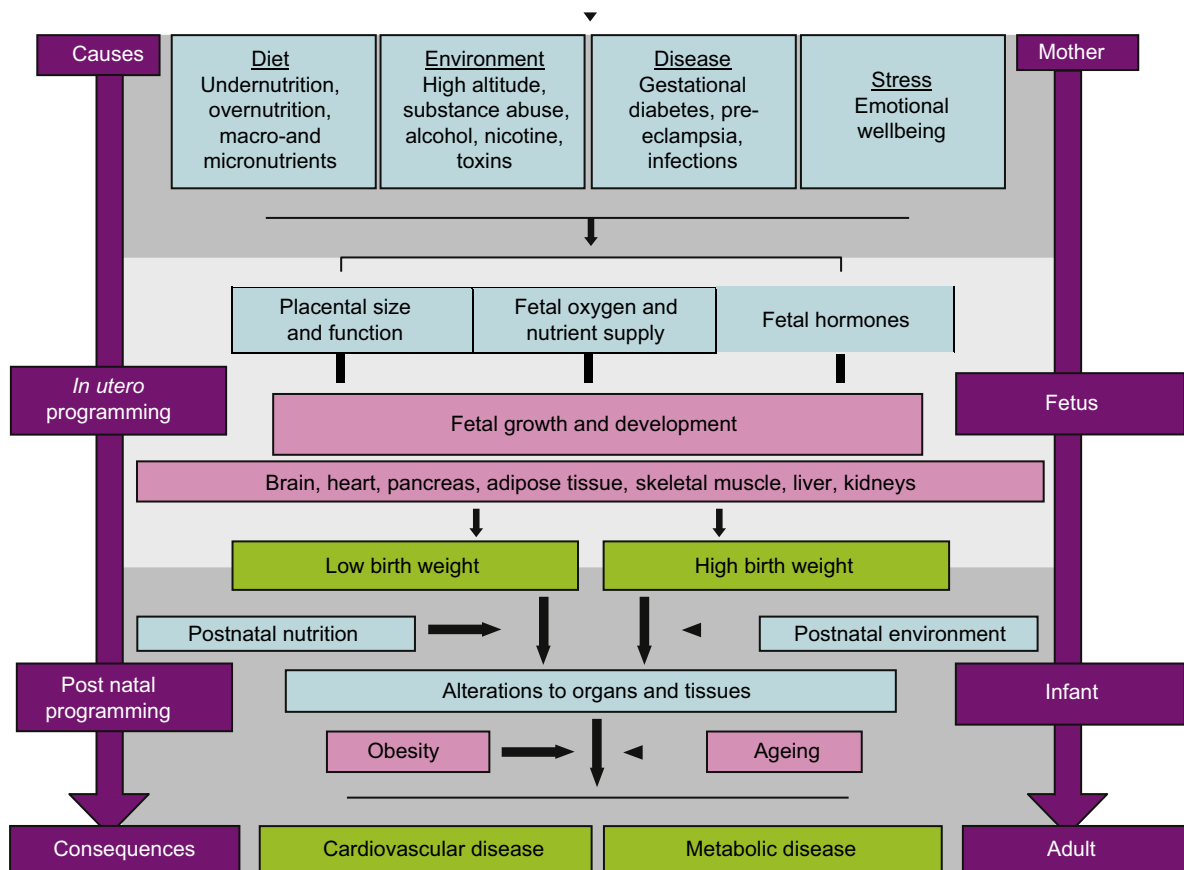 Causes
Diet
Undernutrition,
overnutrition,
macro-and
micronutrients
Environment
High altitude,
substance abuse,
alcohol, nicotine,
toxins
Disease
Gestational
diabetes, pre-
eclampsia,
infections
Stress
Emotional
wellbeing
Mother
Placental size
and function
Fetal oxygen and
nutrient supply
Fetal hormones
In utero
programming
Fetal growth and development
Fetus
Brain, heart, pancreas, adipose tissue, skeletal muscle, liver, kidneys
Low birth weight
High birth weight
Postnatal nutrition
Postnatal environment
Post natal
programming
Alterations to organs and tissues
Infant
Obesity
Ageing
Consequences
Cardiovascular disease
Metabolic disease
Adult